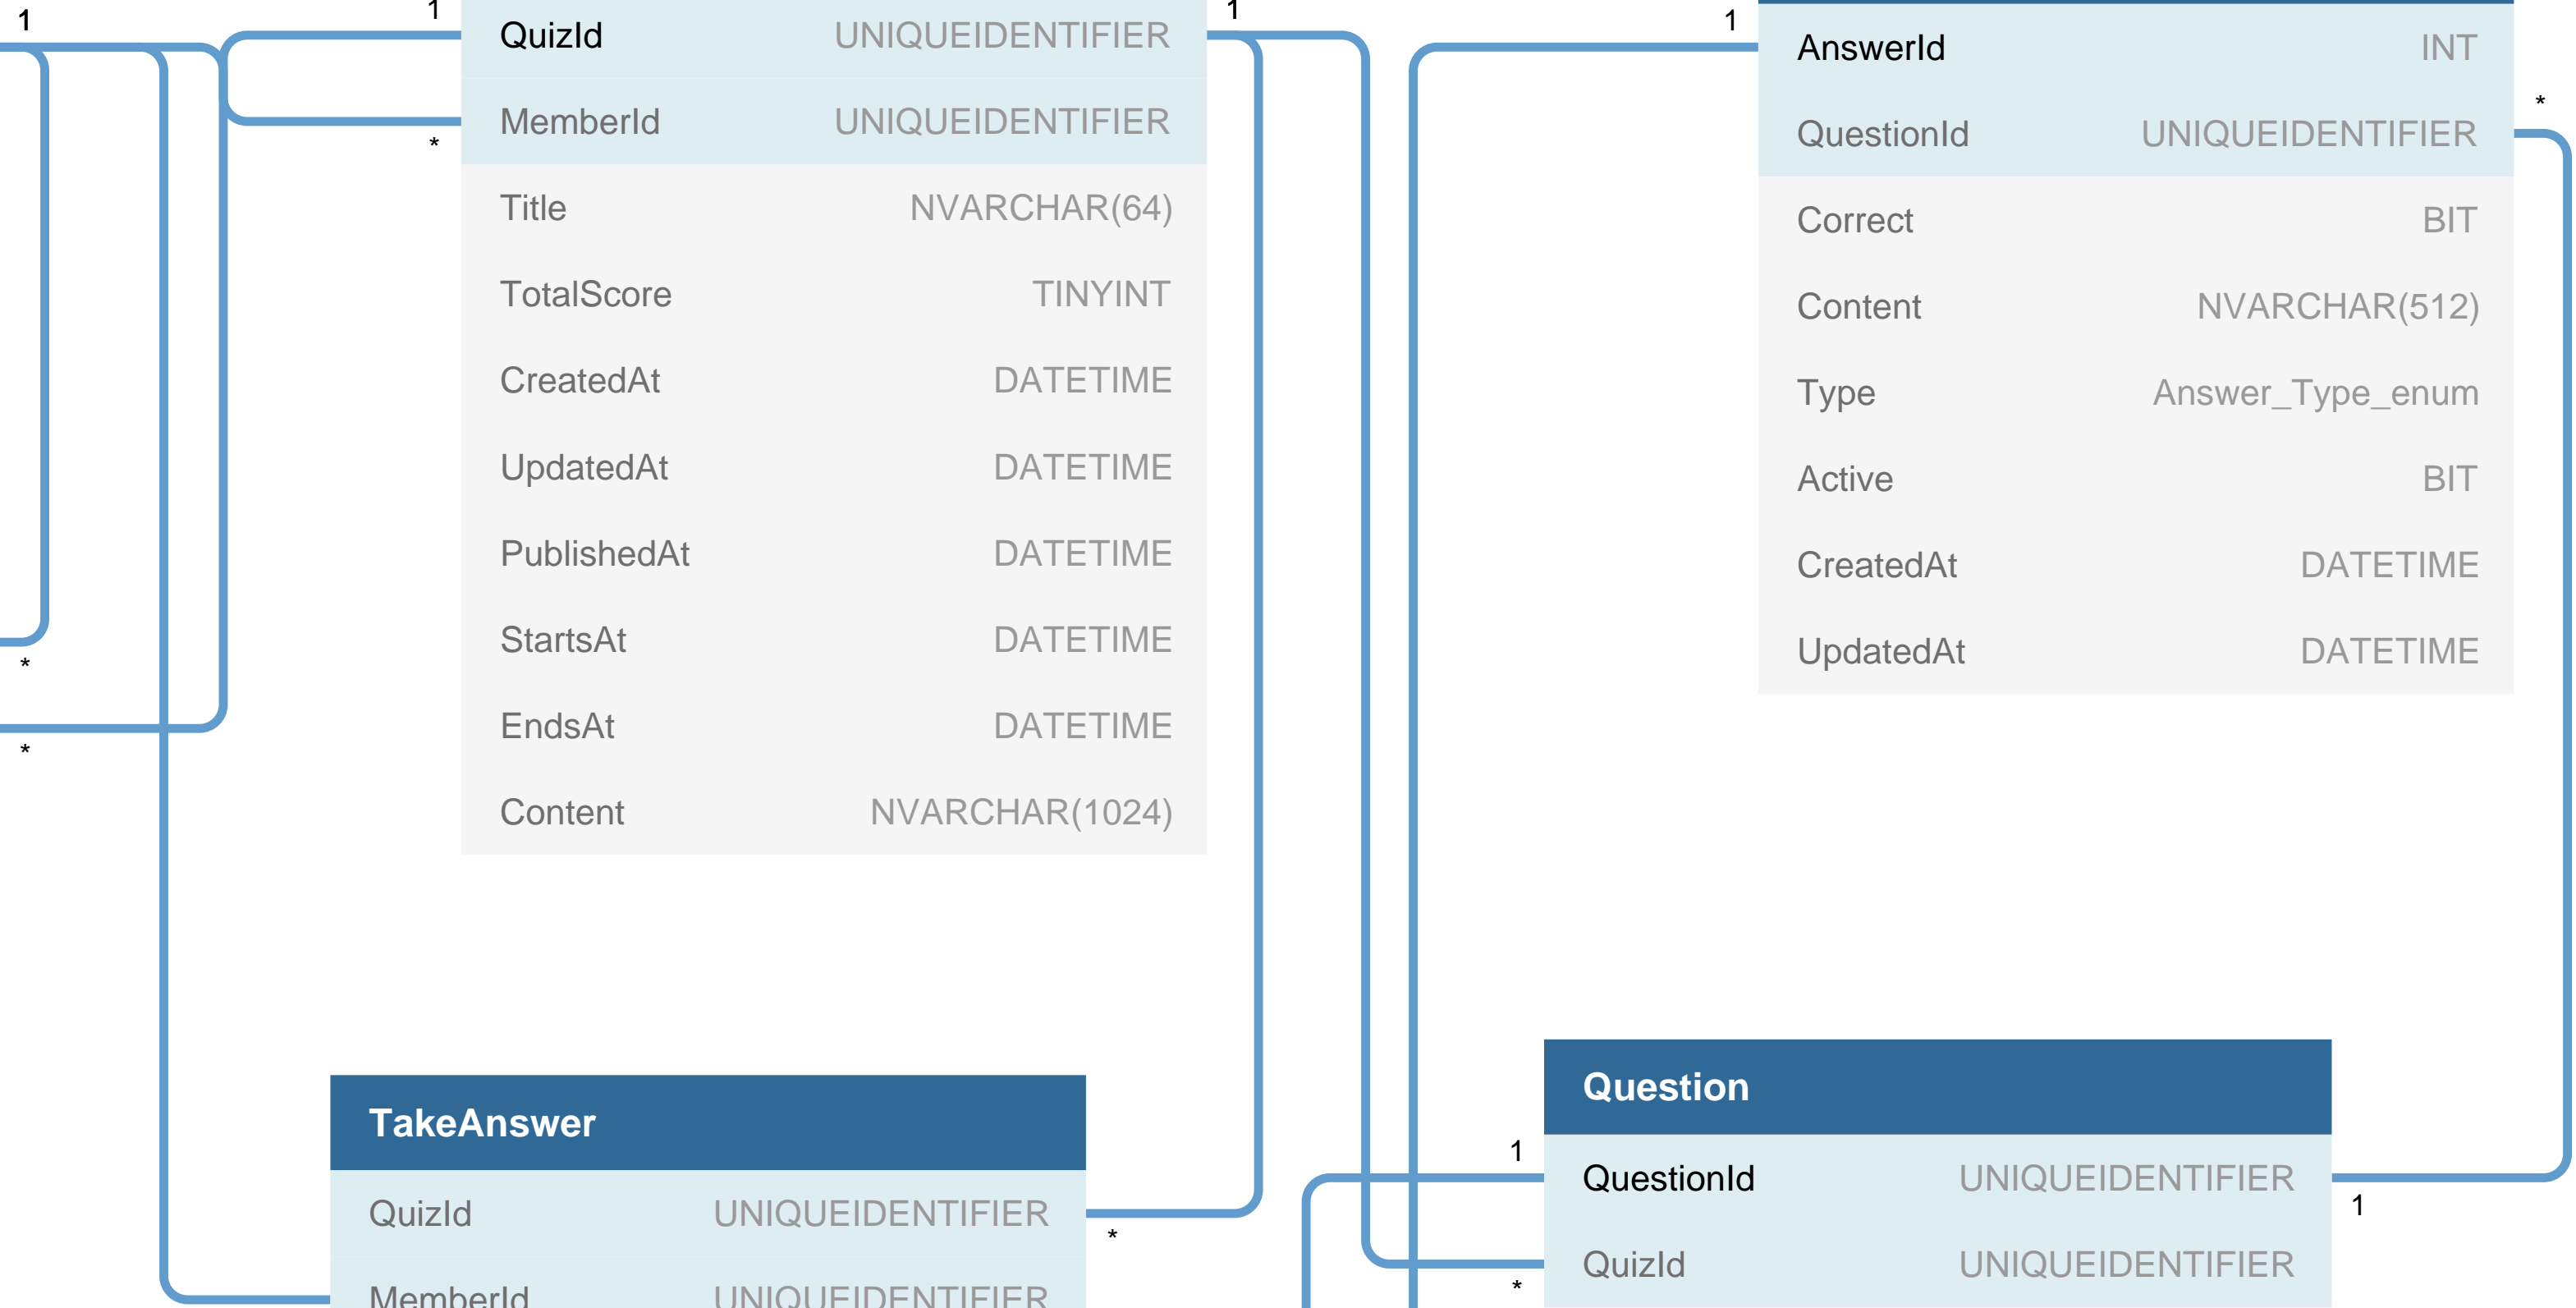 1
*
*
1
*
1
QuizId UNIQUEIDENTIFIER
MemberId UNIQUEIDENTIFIER
Title NVARCHAR(64)
TotalScore TINYINT
CreatedAt DATETIME
UpdatedAt DATETIME
PublishedAt DATETIME
StartsAt DATETIME
EndsAt DATETIME
Content NVARCHAR(1024)
1
*
AnswerId INT
QuestionId UNIQUEIDENTIFIER
Correct BIT
Content NVARCHAR(512)
Type Answer_Type_enum
Active BIT
CreatedAt DATETIME
UpdatedAt DATETIME
TakeAnswer
QuizId UNIQUEIDENTIFIER
*
MemberId UNIQUEIDENTIFIER
Question
1
QuestionId UNIQUEIDENTIFIER
1
QuizId UNIQUEIDENTIFIER
*